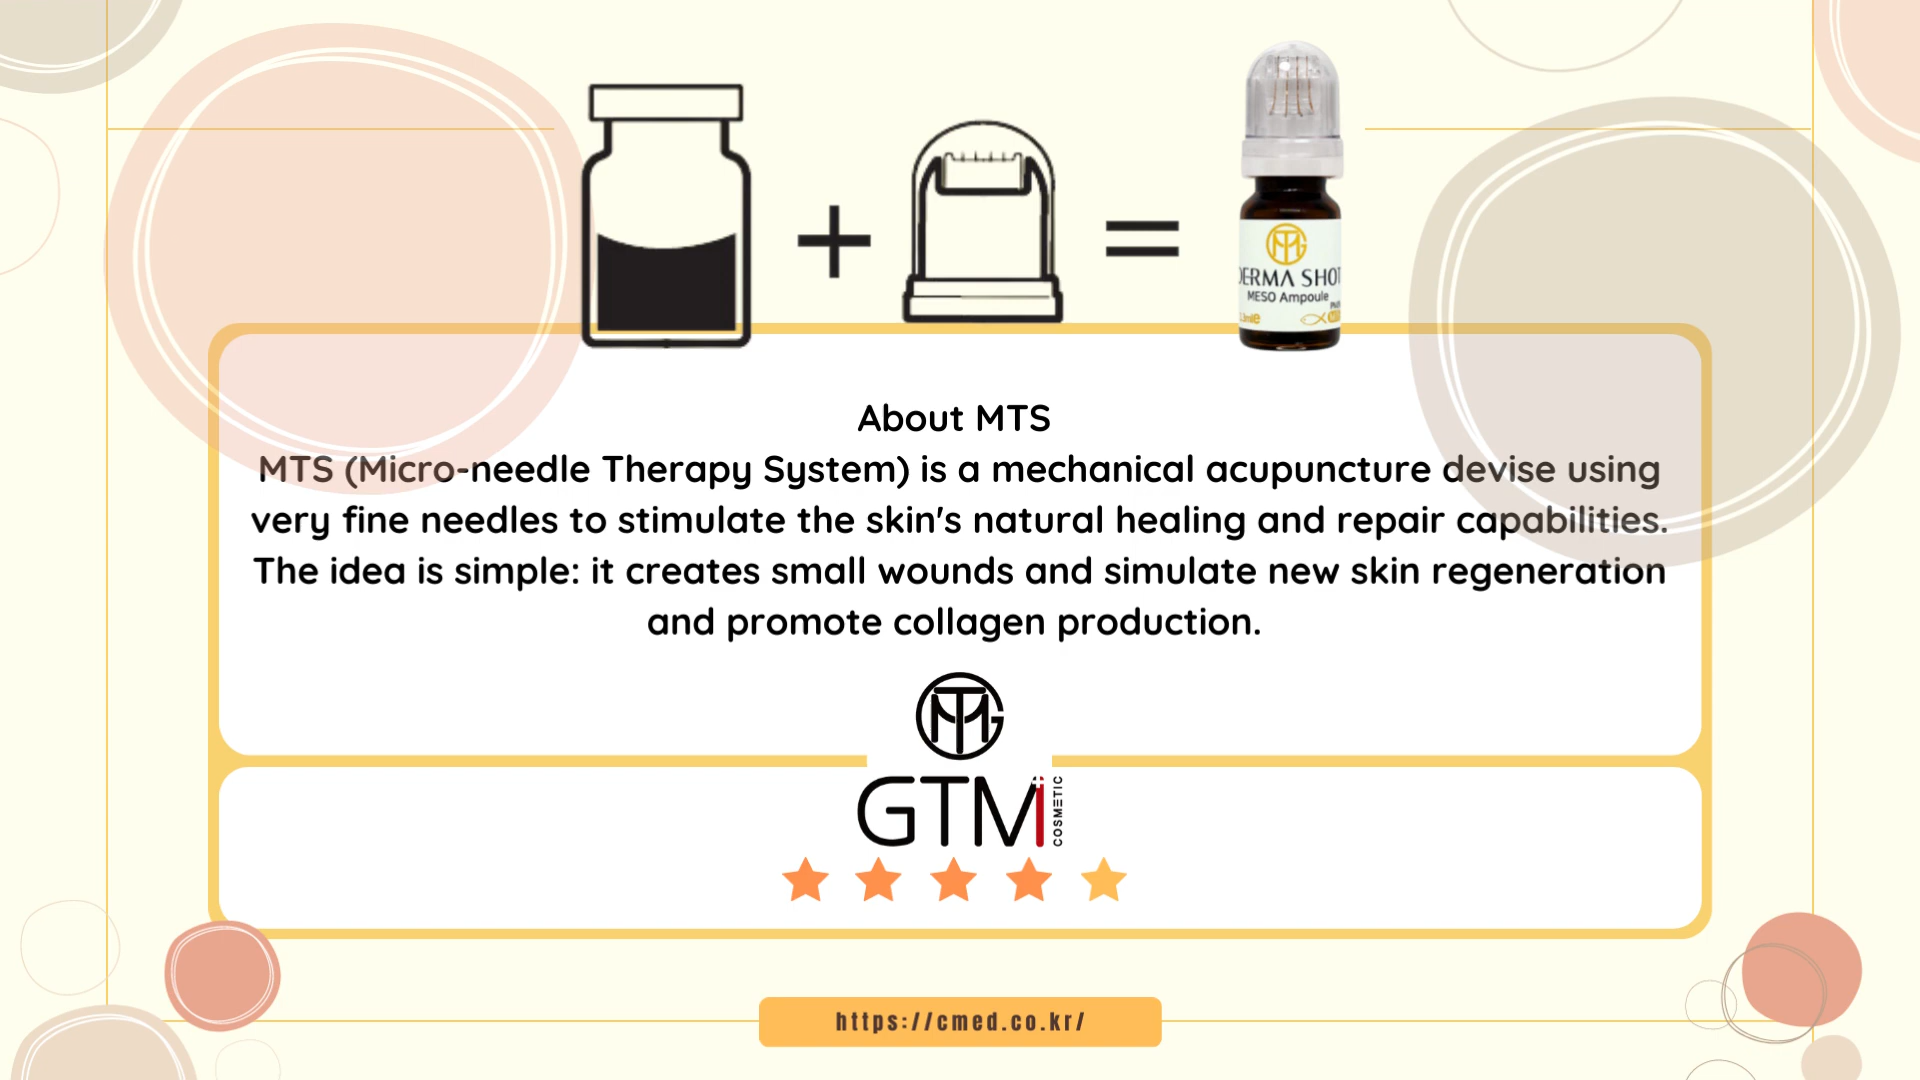 DERMA SHOT
MESO Ampoule
About MTS
MTS (Micro-needle Therapy System) is a mechanical acupuncture devise using
very fine needles to stimulate the skin's natural healing and repair capabilities.
The idea is simple: it creates small wounds and simulate new skin regeneration
and promote collagen production.
GTM COSMETIC
https://cmed.co.kr/